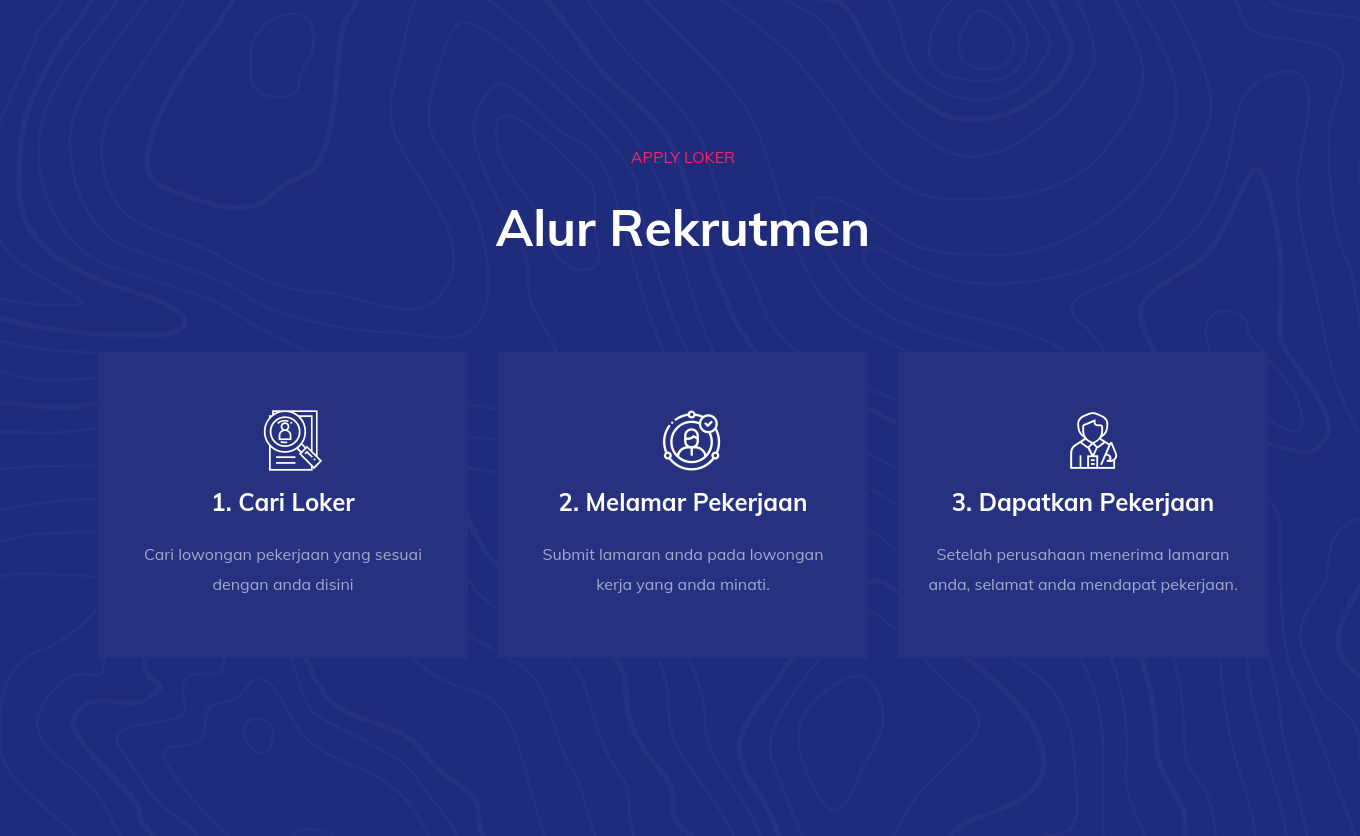 APPLY LOKER
Alur Rekrutmen
1. Cari Loker
Cari lowongan pekerjaan yang sesuai
dengan anda disini
2. Melamar Pekerjaan
Submit lamaran anda pada lowongan
kerja yang anda minati.
3. Dapatkan Pekerjaan
Setelah perusahaan menerima lamaran
anda, selamat anda mendapat pekerjaan.